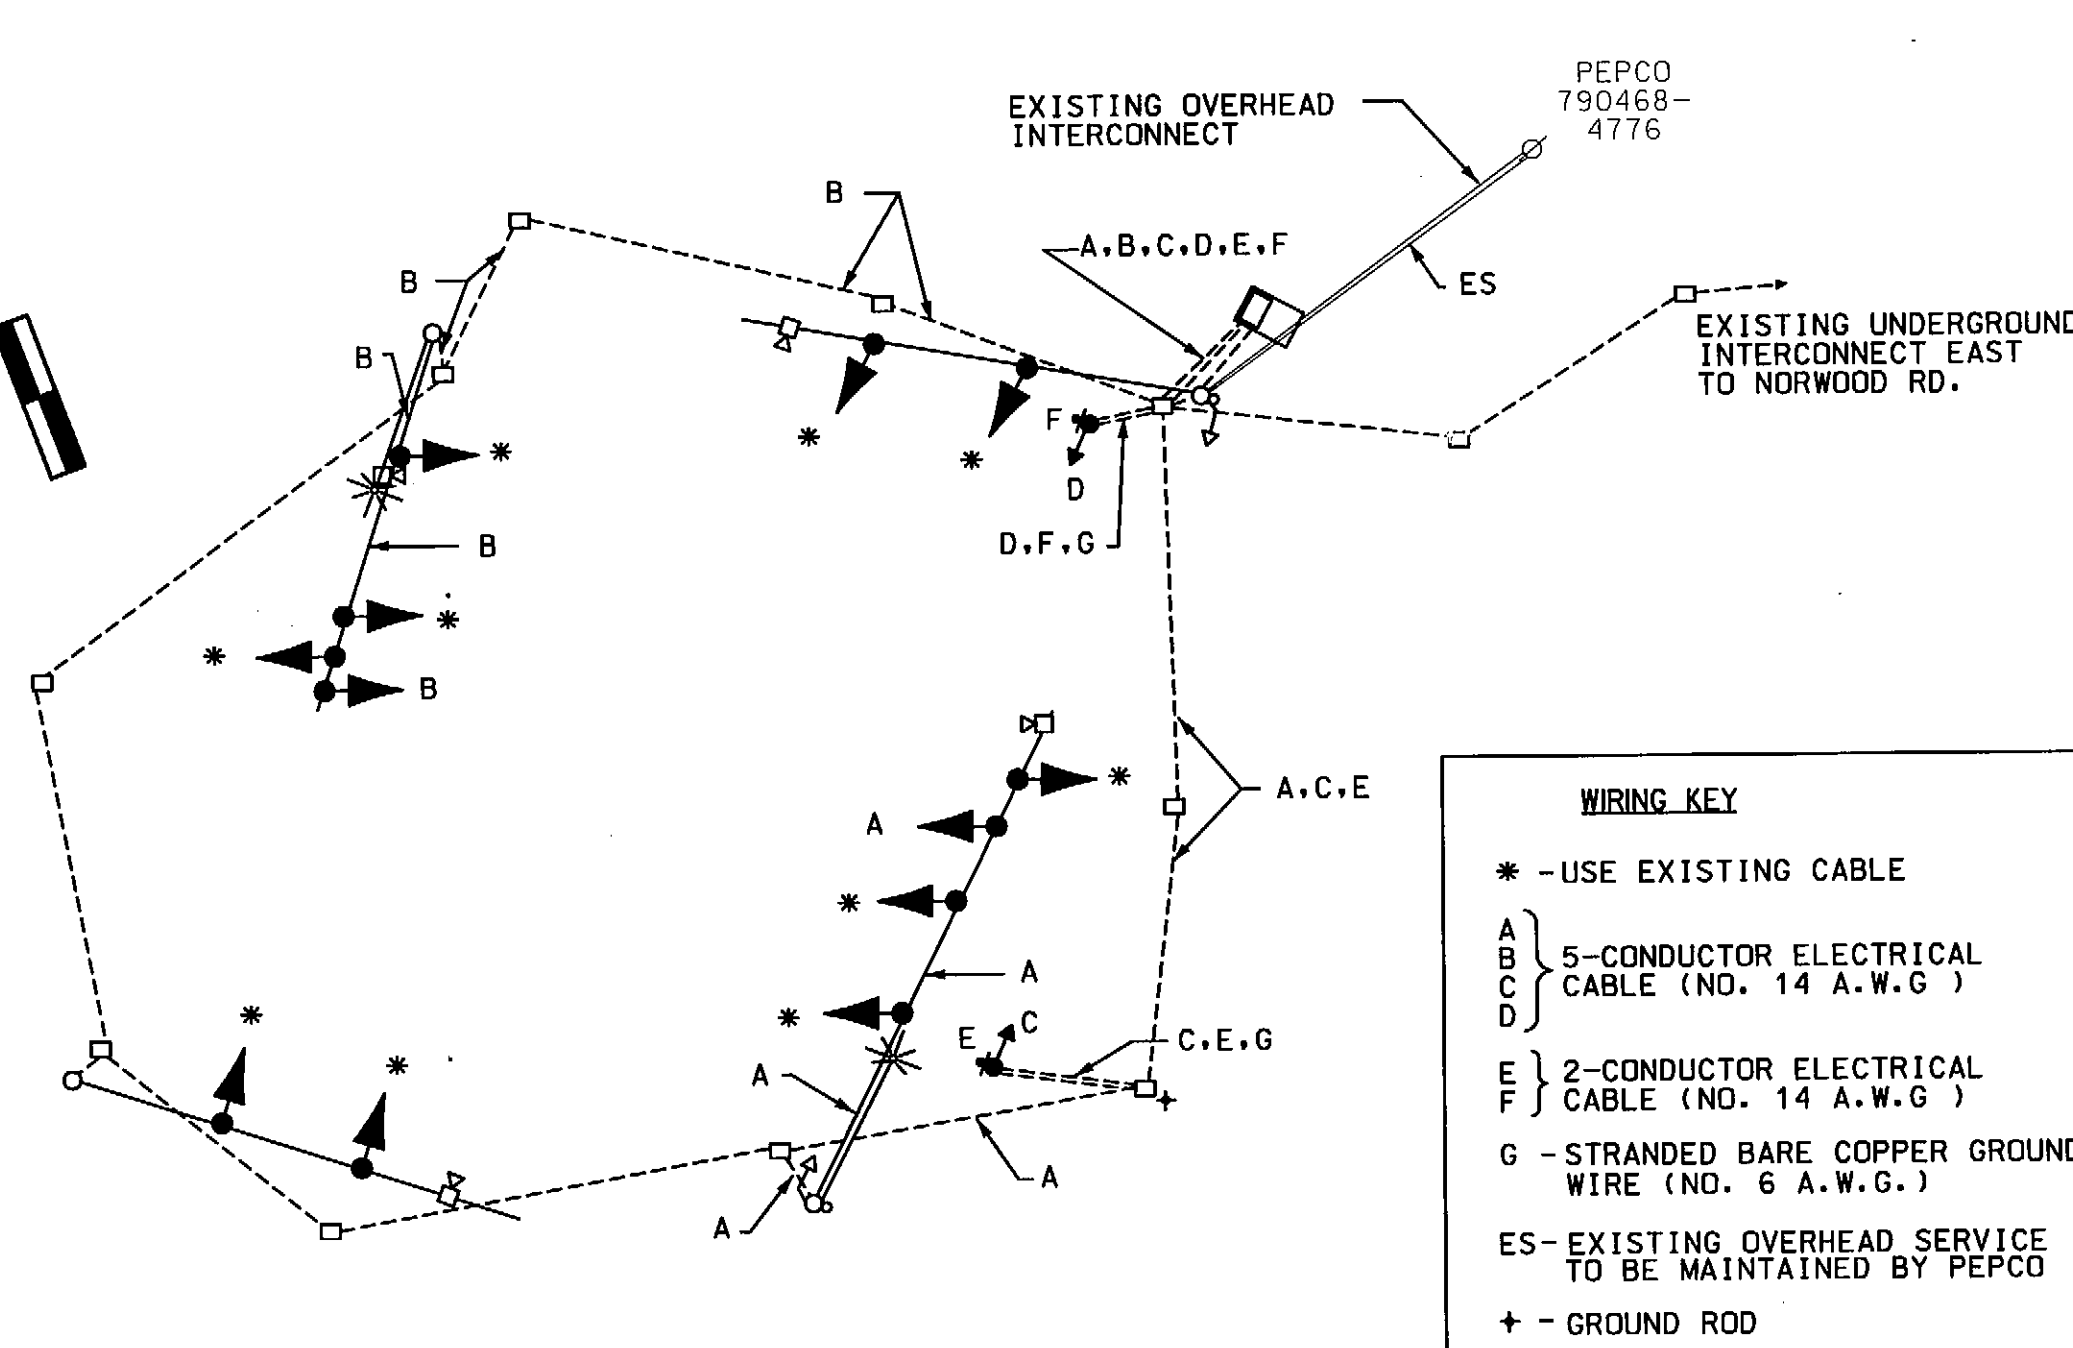 PEPCO
790468-
4776
EXISTING OVERHEAD
INTERCONNECT
B
A,B,C,D,E,F
ES
B
EXISTING UNDERGROUND
INTERCONNECT EAST
TO NORWOOD RD.
B
*
F
*
*
D
B
D,F,G
*
*
B
*
A
A,C,E
*
A
*
*
E
C
C,E,G
*
A
A
A
WIRING KEY
* -USE EXISTING CABLE
A
B
C
D
5-CONDUCTOR ELECTRICAL
CABLE (NO. 14 A.W.G )
E
F
2-CONDUCTOR ELECTRICAL
CABLE (NO. 14 A.W.G )
G - STRANDED BARE COPPER GROUND
WIRE (NO. 6 A.W.G.)
ES- EXISTING OVERHEAD SERVICE
TO BE MAINTAINED BY PEPCO
- GROUND ROD